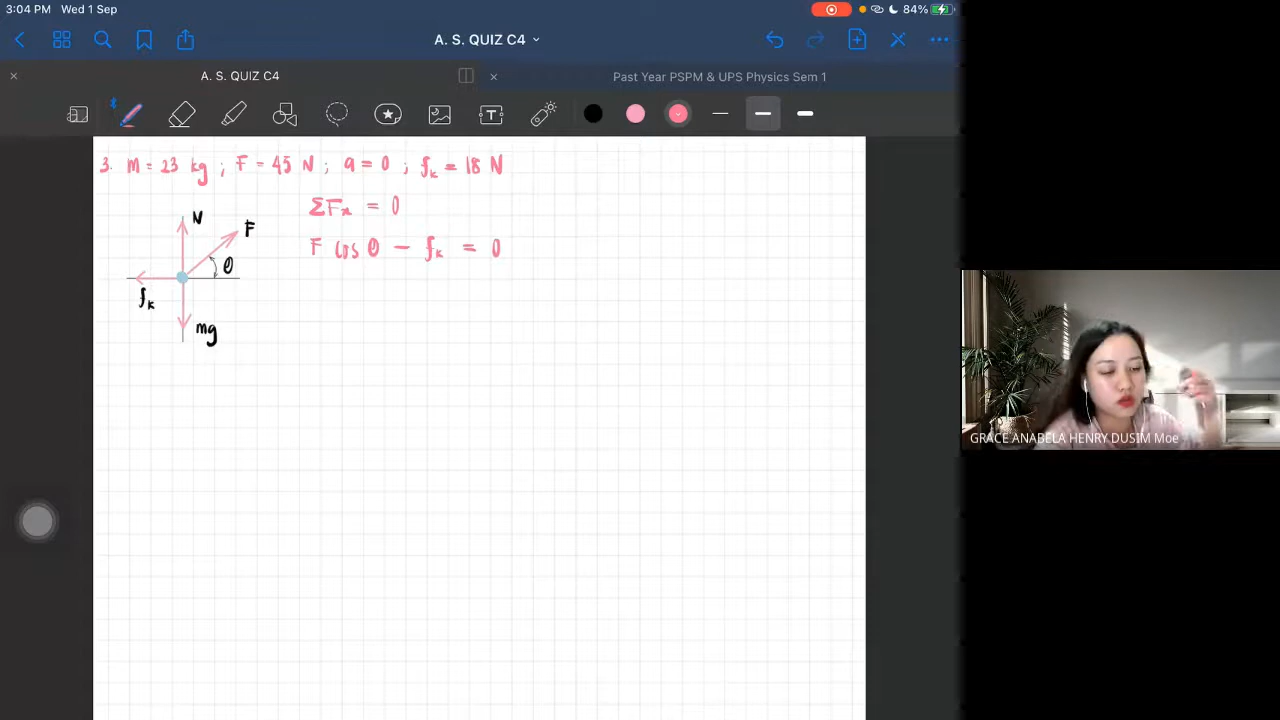 3:04 PM Wed 1 Sep
84%
A. S. QUIZ C4
A. S. QUIZ C4
Past Year PSPM & UPS Physics Sem 1
3. m = 23 kg ; F = 45 N ; a = 0 ; fk = 18 N
ΣFx = 0
F cos θ − fk = 0
N
F
θ
fk
mg
GRACE ANABELA HENRY DUSIM Moe